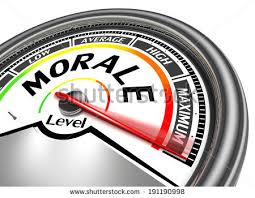 LOW
AVERAGE
HIGH
MAXIMUM
MORALE
Level
shutterstock
www.shutterstock.com · 191190998